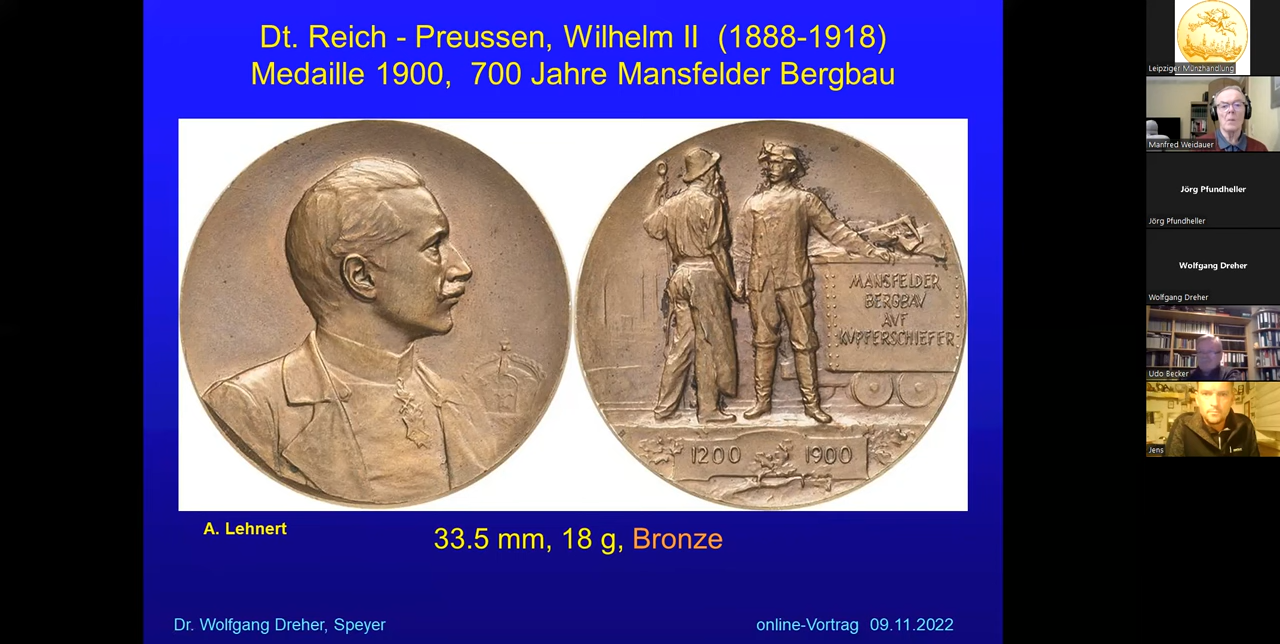 Dt. Reich - Preussen, Wilhelm II (1888-1918)
Medaille 1900, 700 Jahre Mansfelder Bergbau
MANSFELDER
BERGBAV
AVF
KVPFERSCHIEFER
1200 1900
A. Lehnert
33.5 mm, 18 g, Bronze
Dr. Wolfgang Dreher, Speyer
online-Vortrag 09.11.2022
Leipziger Münzhandlung
Manfred Weidauer
Jörg Pfundheller
Jörg Pfundheller
Wolfgang Dreher
Wolfgang Dreher
Udo Becker
Jens